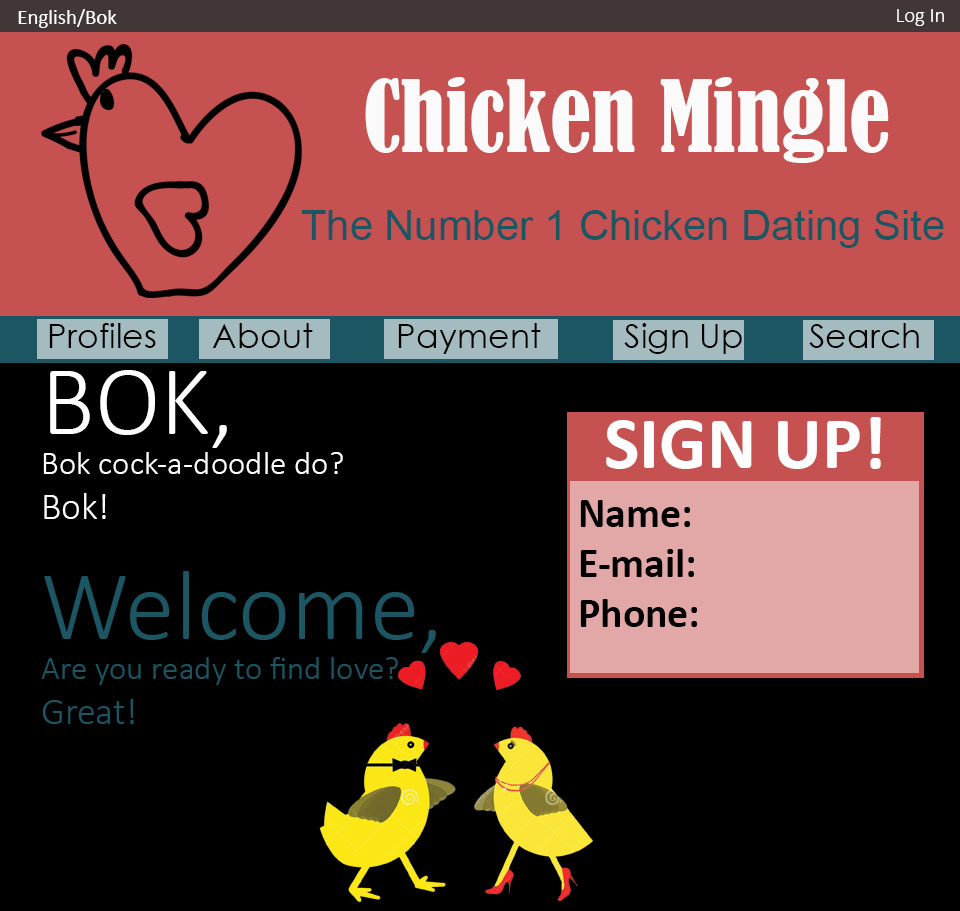 English/Bok
Log In
Chicken Mingle
The Number 1 Chicken Dating Site
Profiles
About
Payment
Sign Up
Search
BOK,
Bok cock-a-doodle do?
Bok!
Welcome,
Are you ready to find love?
Great!
SIGN UP!
Name:
E-mail:
Phone: